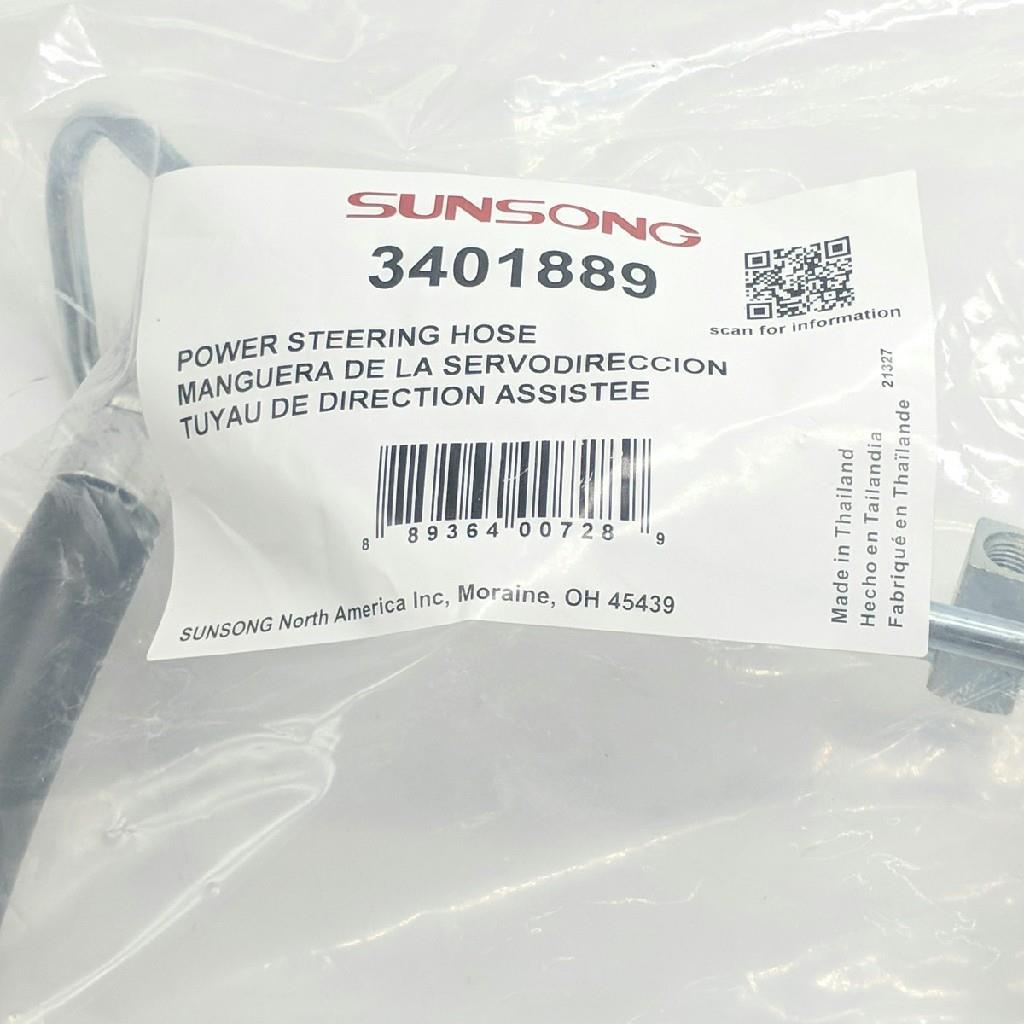 SUNSONG
3401889
scan for information
POWER STEERING HOSE
MANGUERA DE LA SERVODIRECCION
TUYAU DE DIRECTION ASSISTEE
8 89364 00728 9
SUNSONG North America Inc, Moraine, OH 45439
Made in Thailand
Hecho en Tailandia
Fabriqué en Thaïlande 21327